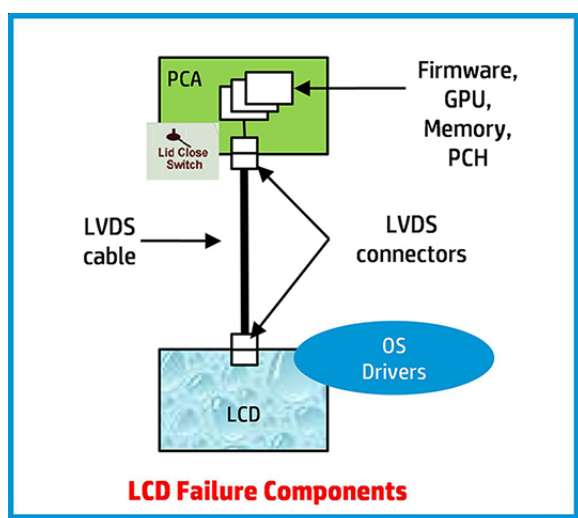 PCA
Firmware,
GPU,
Memory,
PCH
Lid Close
Switch
LVDS
cable
LVDS
connectors
OS
Drivers
LCD
LCD Failure Components